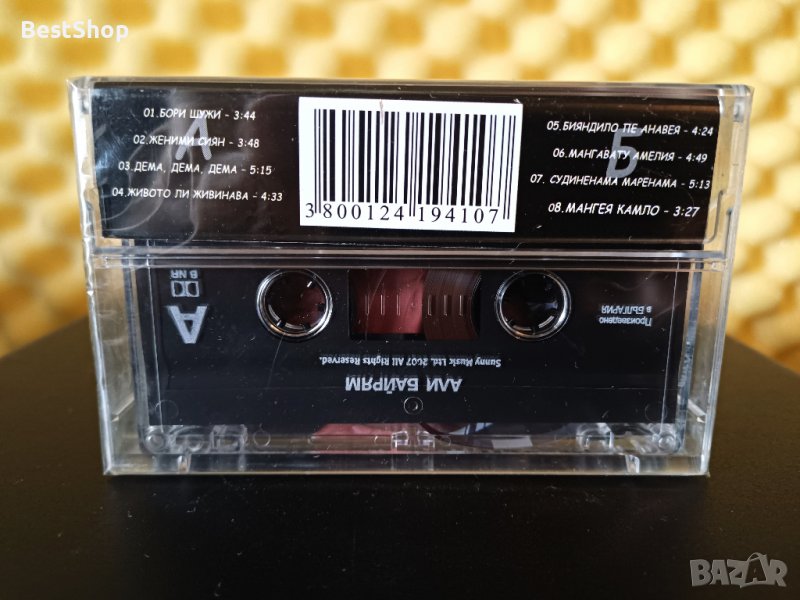 BestShop
А
01.БОРИ ШУЖИ - 3:44
02.ЖЕНИМИ СИЯН - 3:48
03.ДЕМА, ДЕМА, ДЕМА - 5:15
04.ЖИВОТО ЛИ ЖИВИНАВА - 4:33
3 800124 194107
Б
05.БИЯНДИЛО ПЕ АНАВЕЯ - 4:24
06.МАНГАВАТУ АМЕЛИЯ - 4:49
07. СУДИНЕНАМА МАРЕНАМА - 5:13
08.МАНГЕЯ КАМЛО - 3:27
АЛИ БАЙРЯМ
Sunny Music Ltd. 2007 All Rights Reserved.
A
B NR
Произведено
в БЪЛГАРИЯ
BAZAR